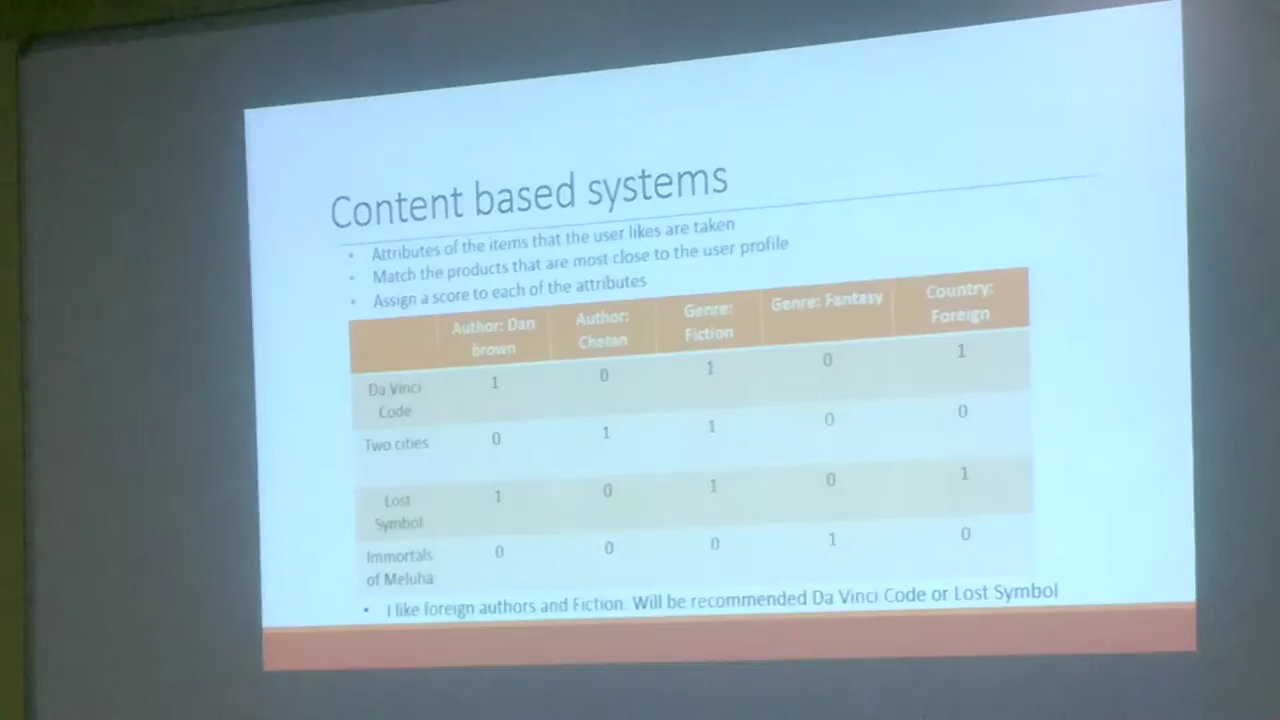 Content based systems
• Attributes of the items that the user likes are taken
• Match the products that are most close to the user profile
• Assign a score to each of the attributes
Author: Dan brown Author: Chetan Genre: Fiction Genre: Fantasy Country: Foreign
Da Vinci Code 1 0 1 0 1
Two cities 0 1 1 0 0
Lost Symbol 1 0 1 0 1
Immortals of Meluha 0 0 0 1 0
• I like foreign authors and Fiction. Will be recommended Da Vinci Code or Lost Symbol